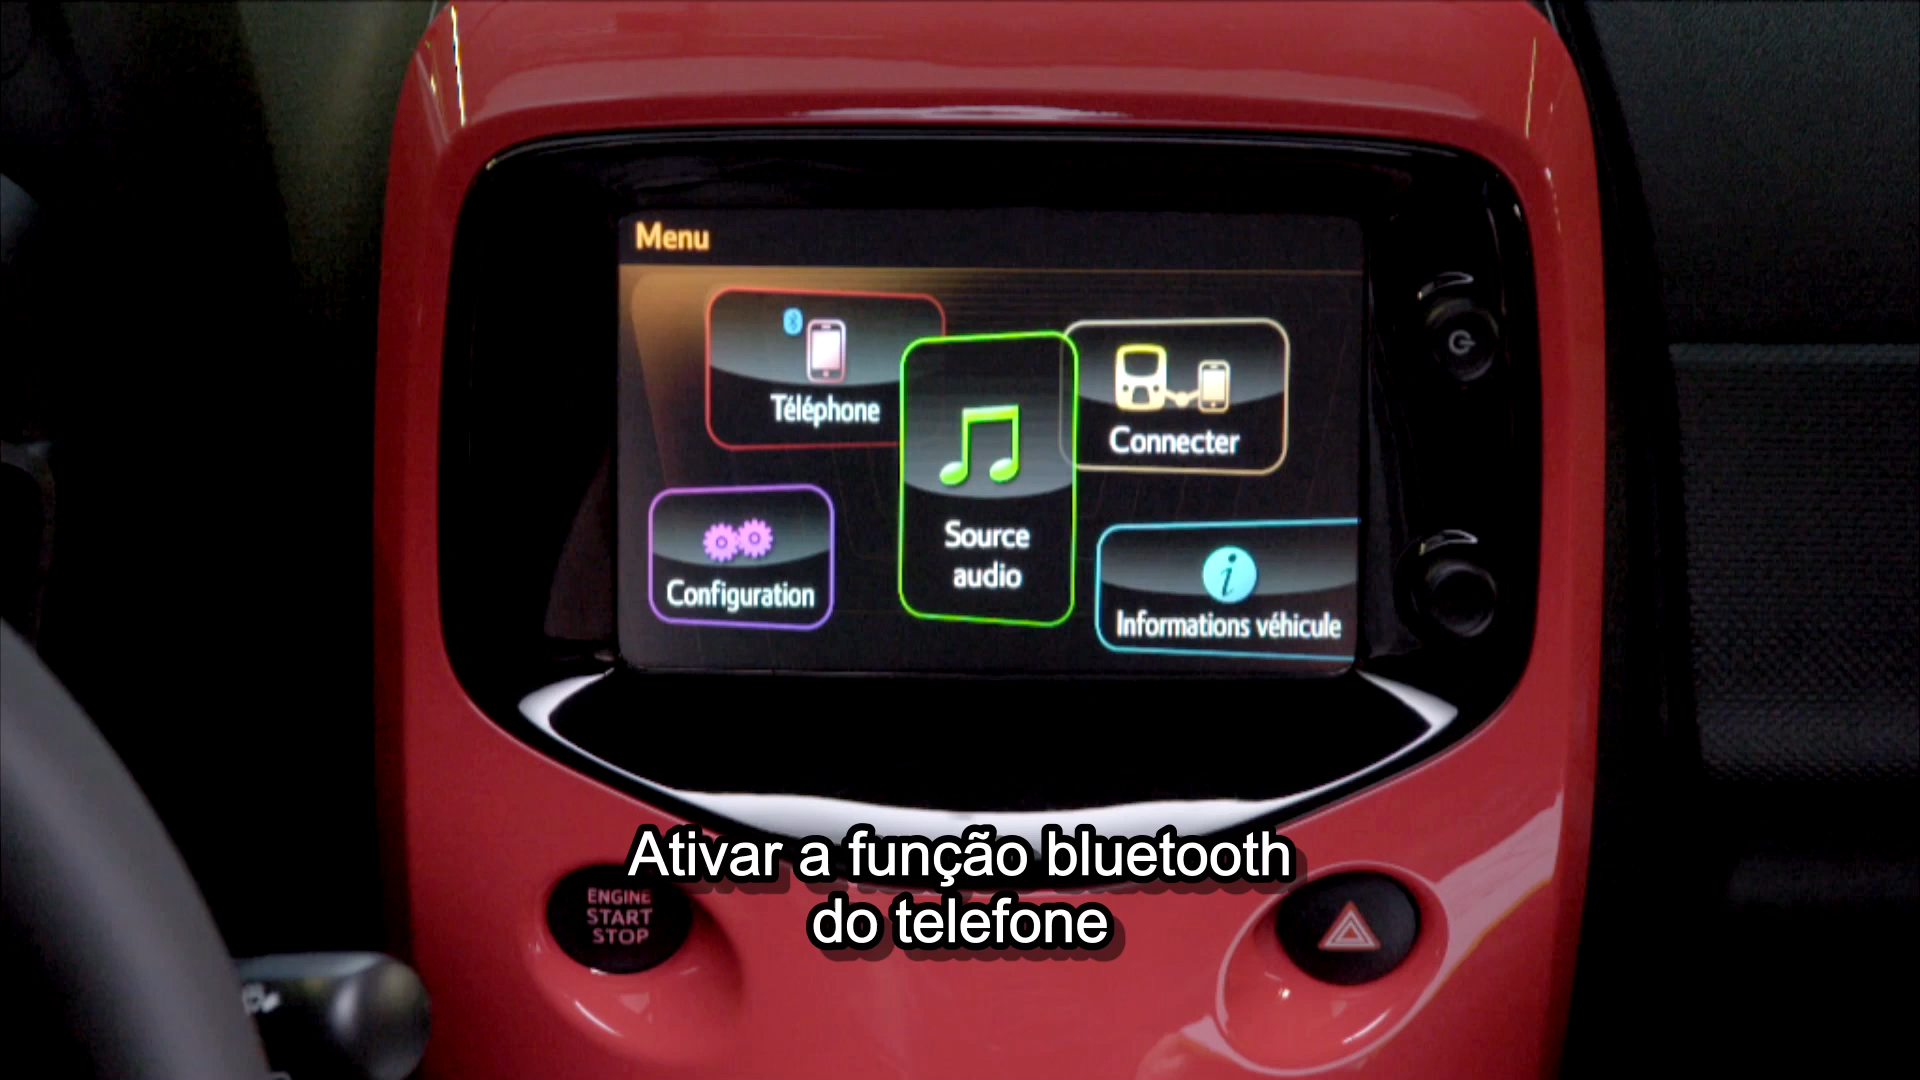 Menu
Téléphone
Connecter
Source
audio
Configuration
Informations véhicule
Ativar a função bluetooth
do telefone
ENGINE
START
STOP